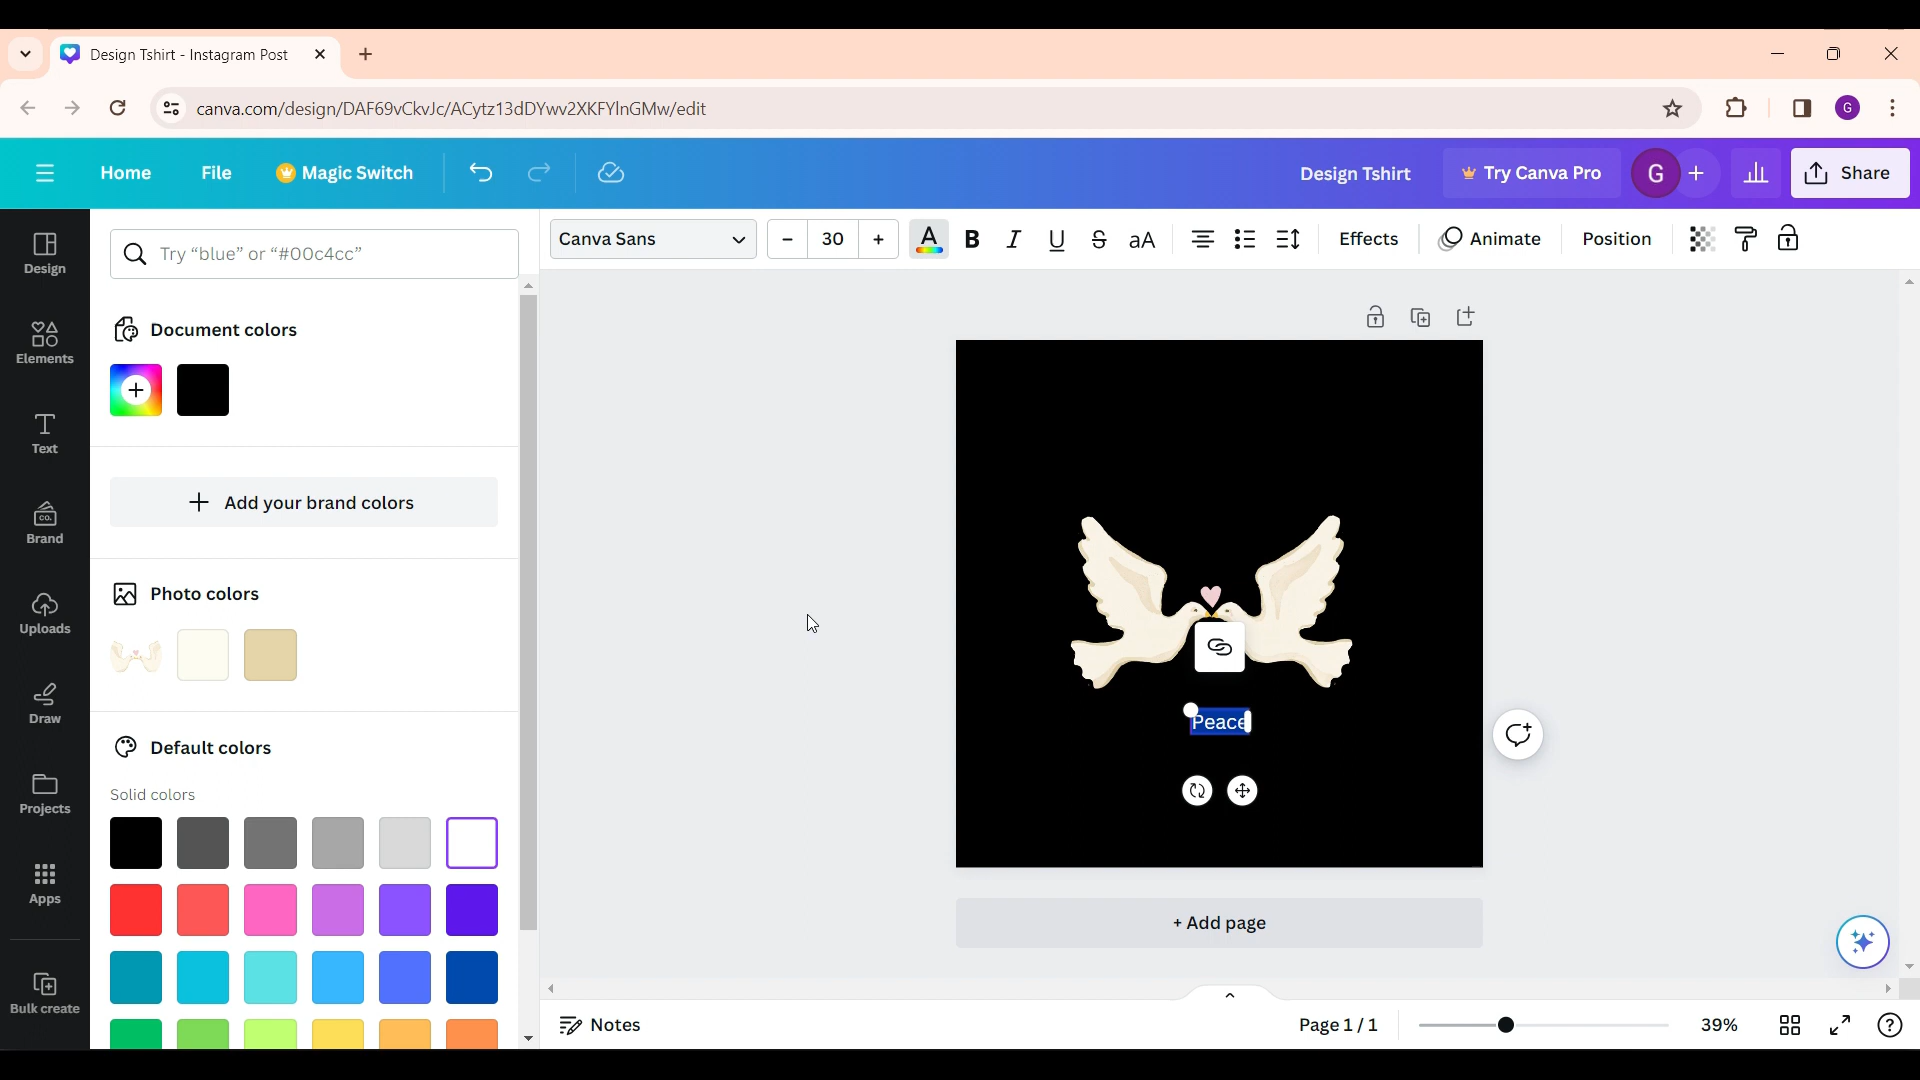 Design Tshirt - Instagram Post
canva.com/design/DAF69vCkvJc/ACytz13dDYwv2XKFYlnGMw/edit
G
Home
File
Magic Switch
Design Tshirt
Try Canva Pro
G
Share
Design
Elements
Text
CO.
Brand
Uploads
Draw
Projects
Apps
Bulk create
Try “blue” or “#00c4cc”
Document colors
Add your brand colors
Photo colors
Default colors
Solid colors
Canva Sans
- 30 +
A B I U S aA
Effects
Animate
Position
Peace
+ Add page
Notes
Page 1 / 1
39%